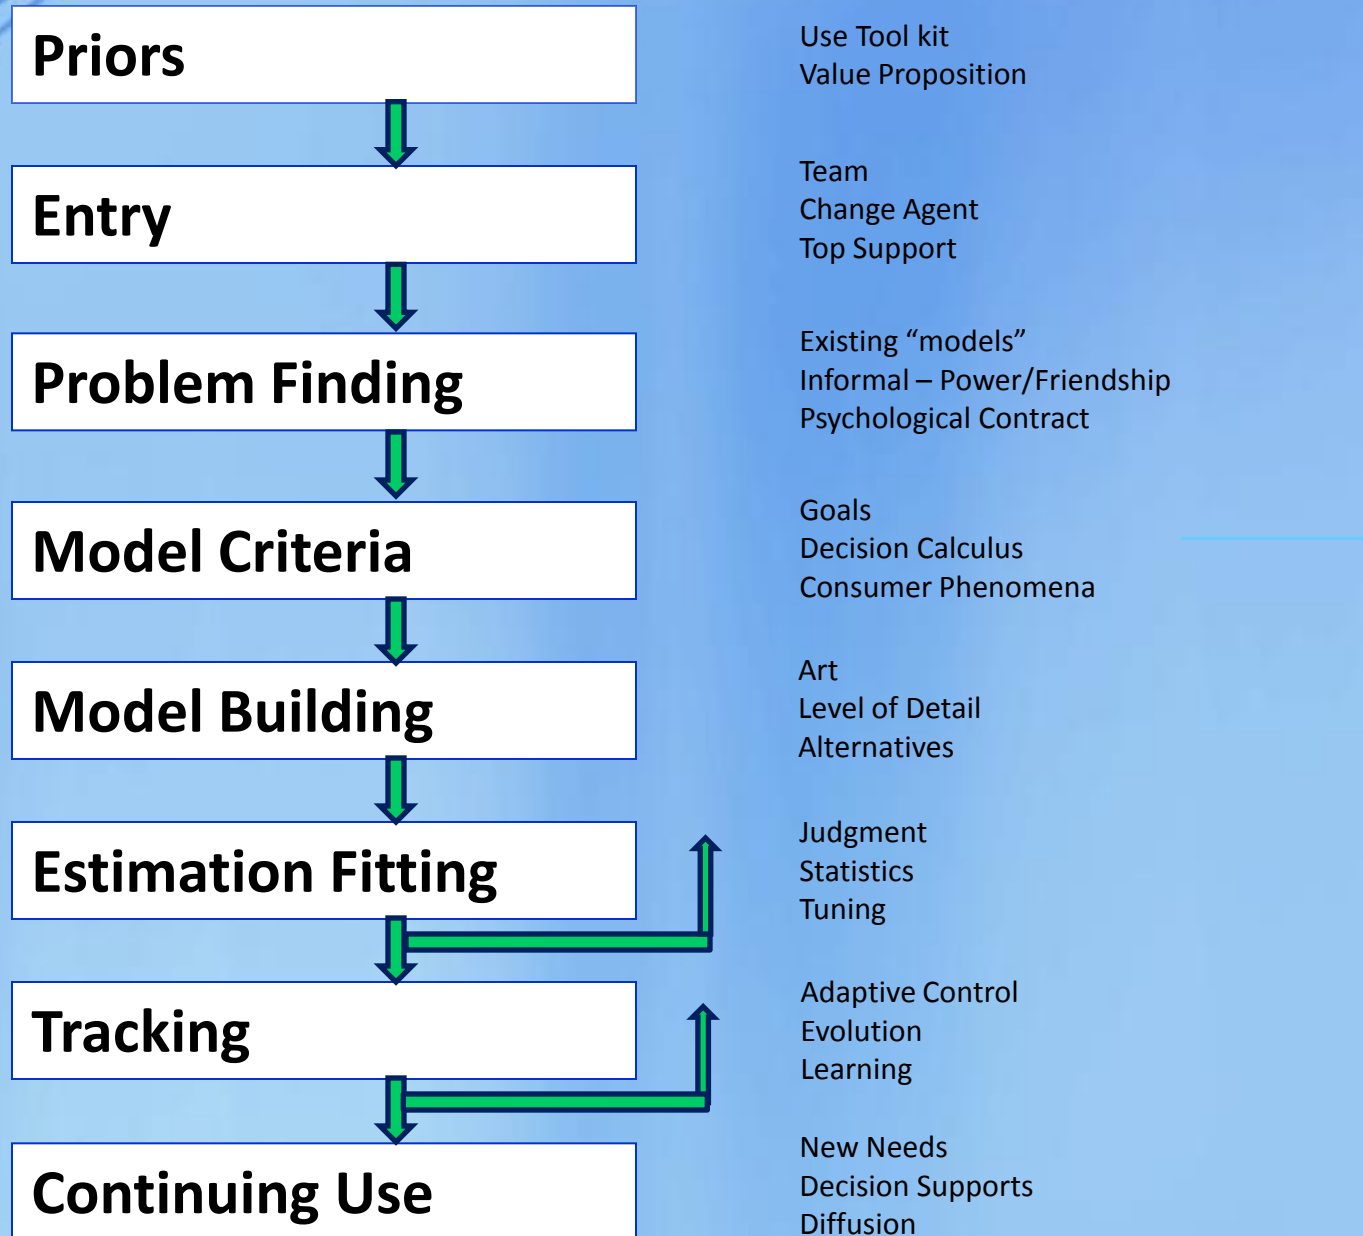 Priors
Use Tool kit
Value Proposition
Entry
Team
Change Agent
Top Support
Problem Finding
Existing “models”
Informal – Power/Friendship
Psychological Contract
Model Criteria
Goals
Decision Calculus
Consumer Phenomena
Model Building
Art
Level of Detail
Alternatives
Estimation Fitting
Judgment
Statistics
Tuning
Tracking
Adaptive Control
Evolution
Learning
Continuing Use
New Needs
Decision Supports
Diffusion